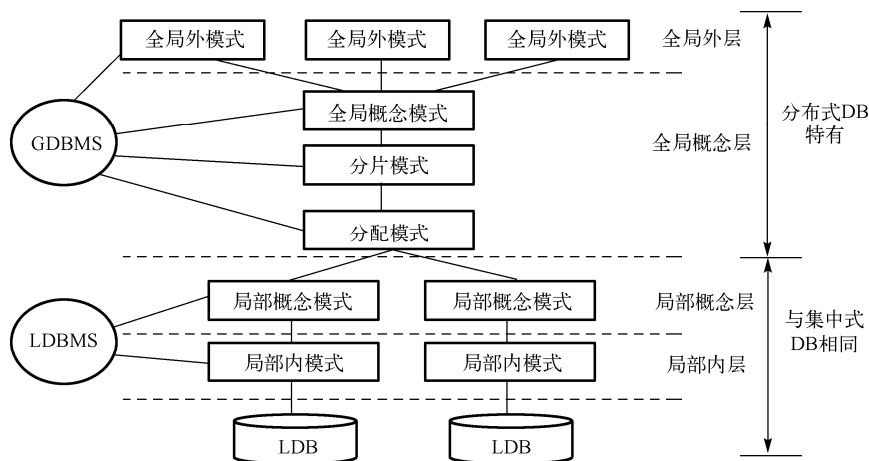 全局外模式 全局外模式 全局外模式 全局外层
全局概念模式
分布式DB
特有
GDBMS
分片模式
全局概念层
分配模式
局部概念模式 局部概念模式 局部概念层
LDBMS
与集中式
DB相同
局部内模式 局部内模式 局部内层
LDB LDB